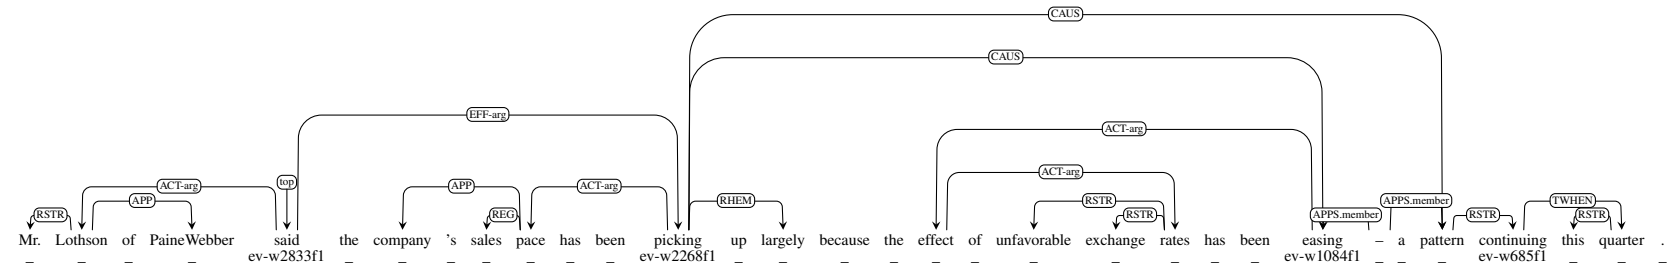 CAUS
CAUS
EFF-arg
ACT-arg
ACT-arg
top
ACT-arg APP ACT-arg
APP RHEM RSTR APPS.member TWHEN
RSTR REG RSTR APPS.member RSTR RSTR
Mr. Lothson of PaineWebber said the company 's sales pace has been picking up largely because the effect of unfavorable exchange rates has been easing – a pattern continuing this quarter .
_ _ _ _ ev-w2833f1 _ _ _ _ _ _ _ ev-w2268f1 _ _ _ _ _ _ _ _ _ _ _ ev-w1084f1 _ _ _ ev-w685f1 _ _ _